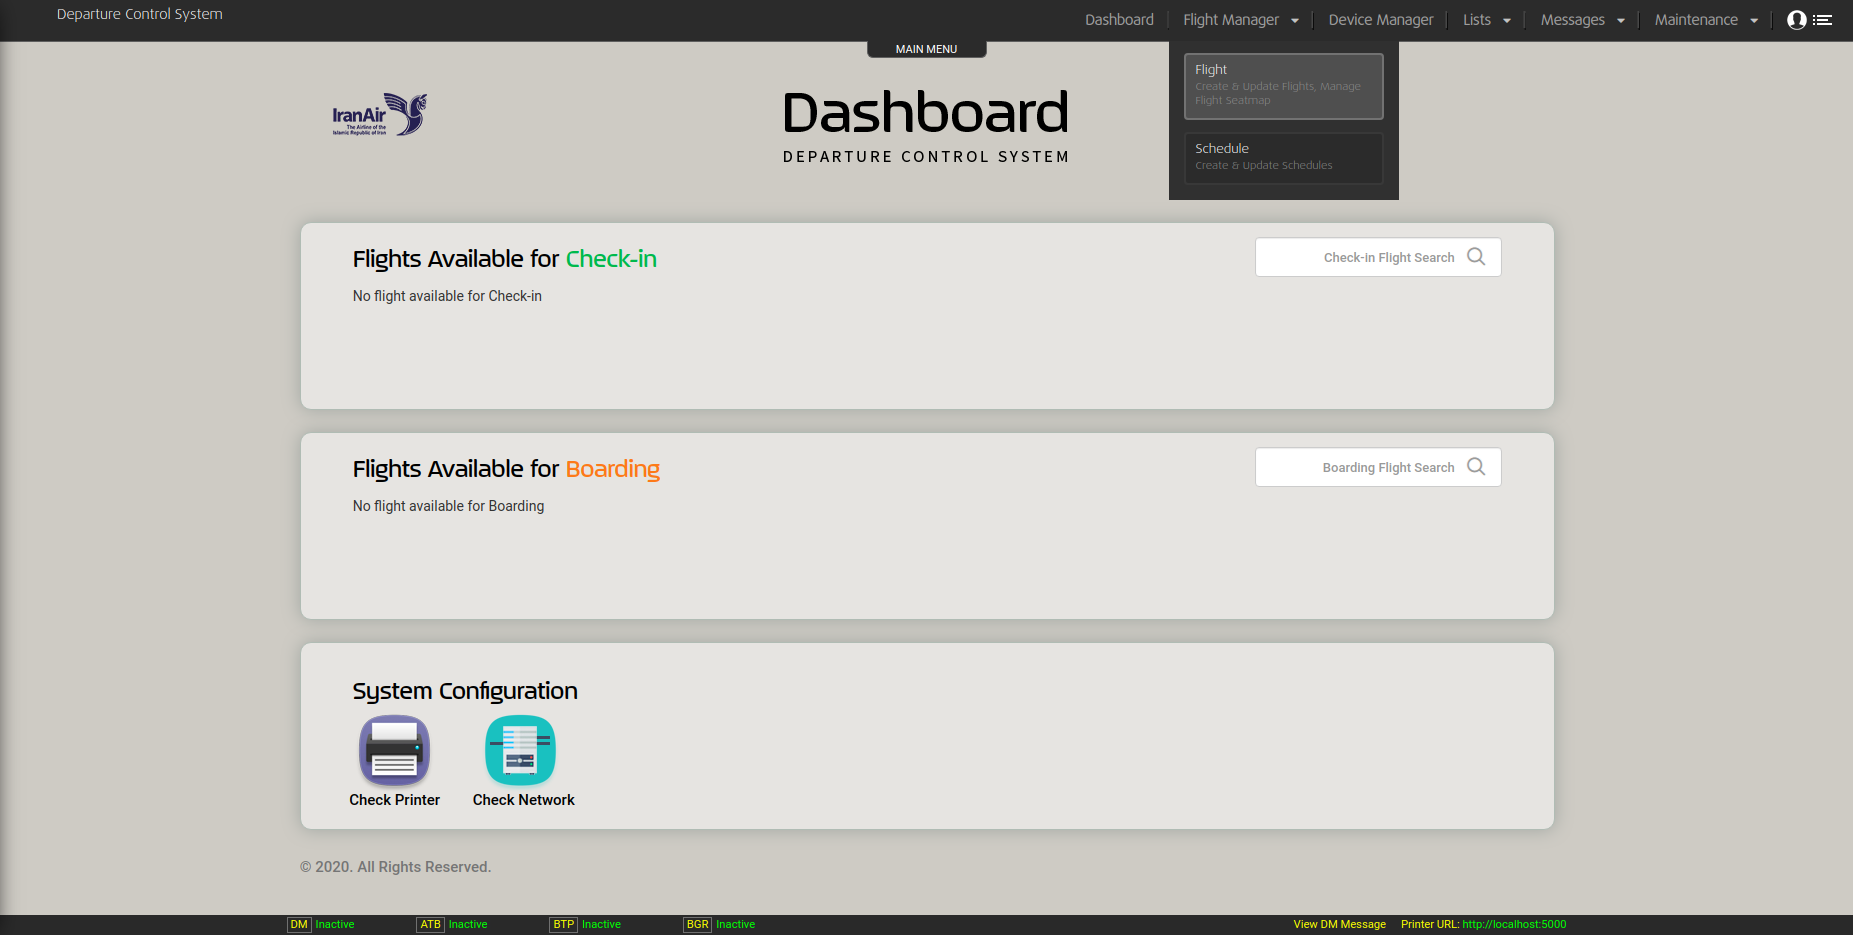 Departure Control System
Dashboard
Flight Manager
Device Manager
Lists
Messages
Maintenance
MAIN MENU
IranAir
The Airline of the
Islamic Republic of Iran
Dashboard
DEPARTURE CONTROL SYSTEM
Flight
Create & Update Flights, Manage
Flight Seatmap
Schedule
Create & Update Schedules
Flights Available for Check-in
Check-in Flight Search
No flight available for Check-in
Flights Available for Boarding
Boarding Flight Search
No flight available for Boarding
System Configuration
Check Printer
Check Network
© 2020. All Rights Reserved.
DM Inactive
ATB Inactive
BTP Inactive
BGR Inactive
View DM Message
Printer URL: http://localhost:5000